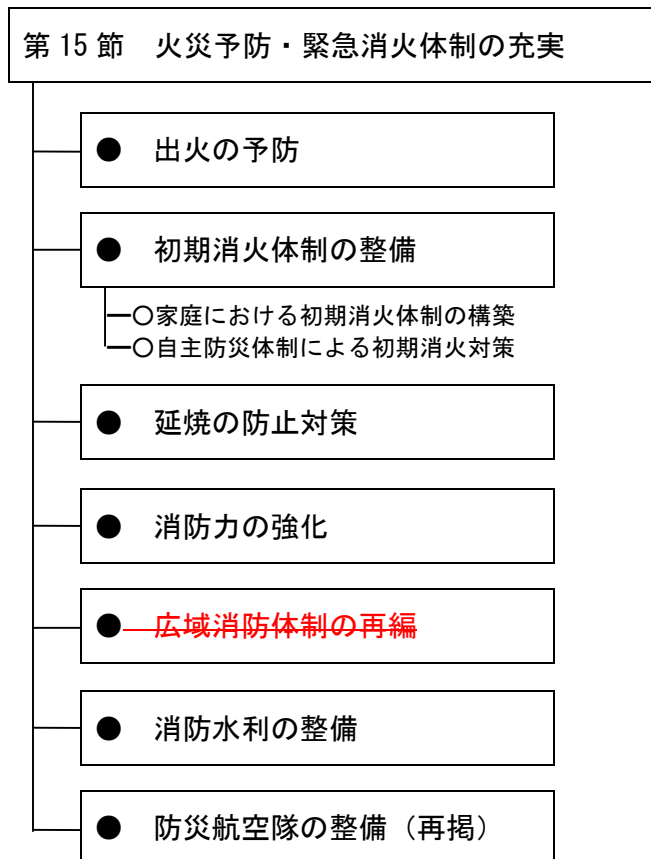 第15節　火災予防・緊急消火体制の充実
●　出火の予防
●　初期消火体制の整備
○家庭における初期消火体制の構築
○自主防災体制による初期消火対策
●　延焼の防止対策
●　消防力の強化
●　広域消防体制の再編
●　消防水利の整備
●　防災航空隊の整備（再掲）